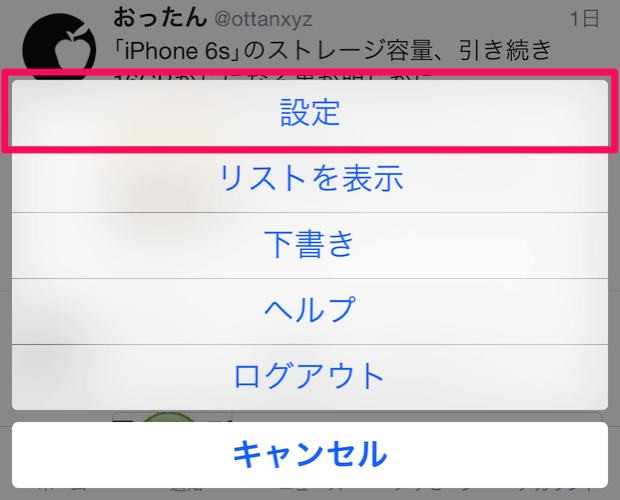 おったん @ottanxyz 1日
「iPhone 6s」のストレージ容量、引き続き
設定
リストを表示
下書き
ヘルプ
ログアウト
キャンセル